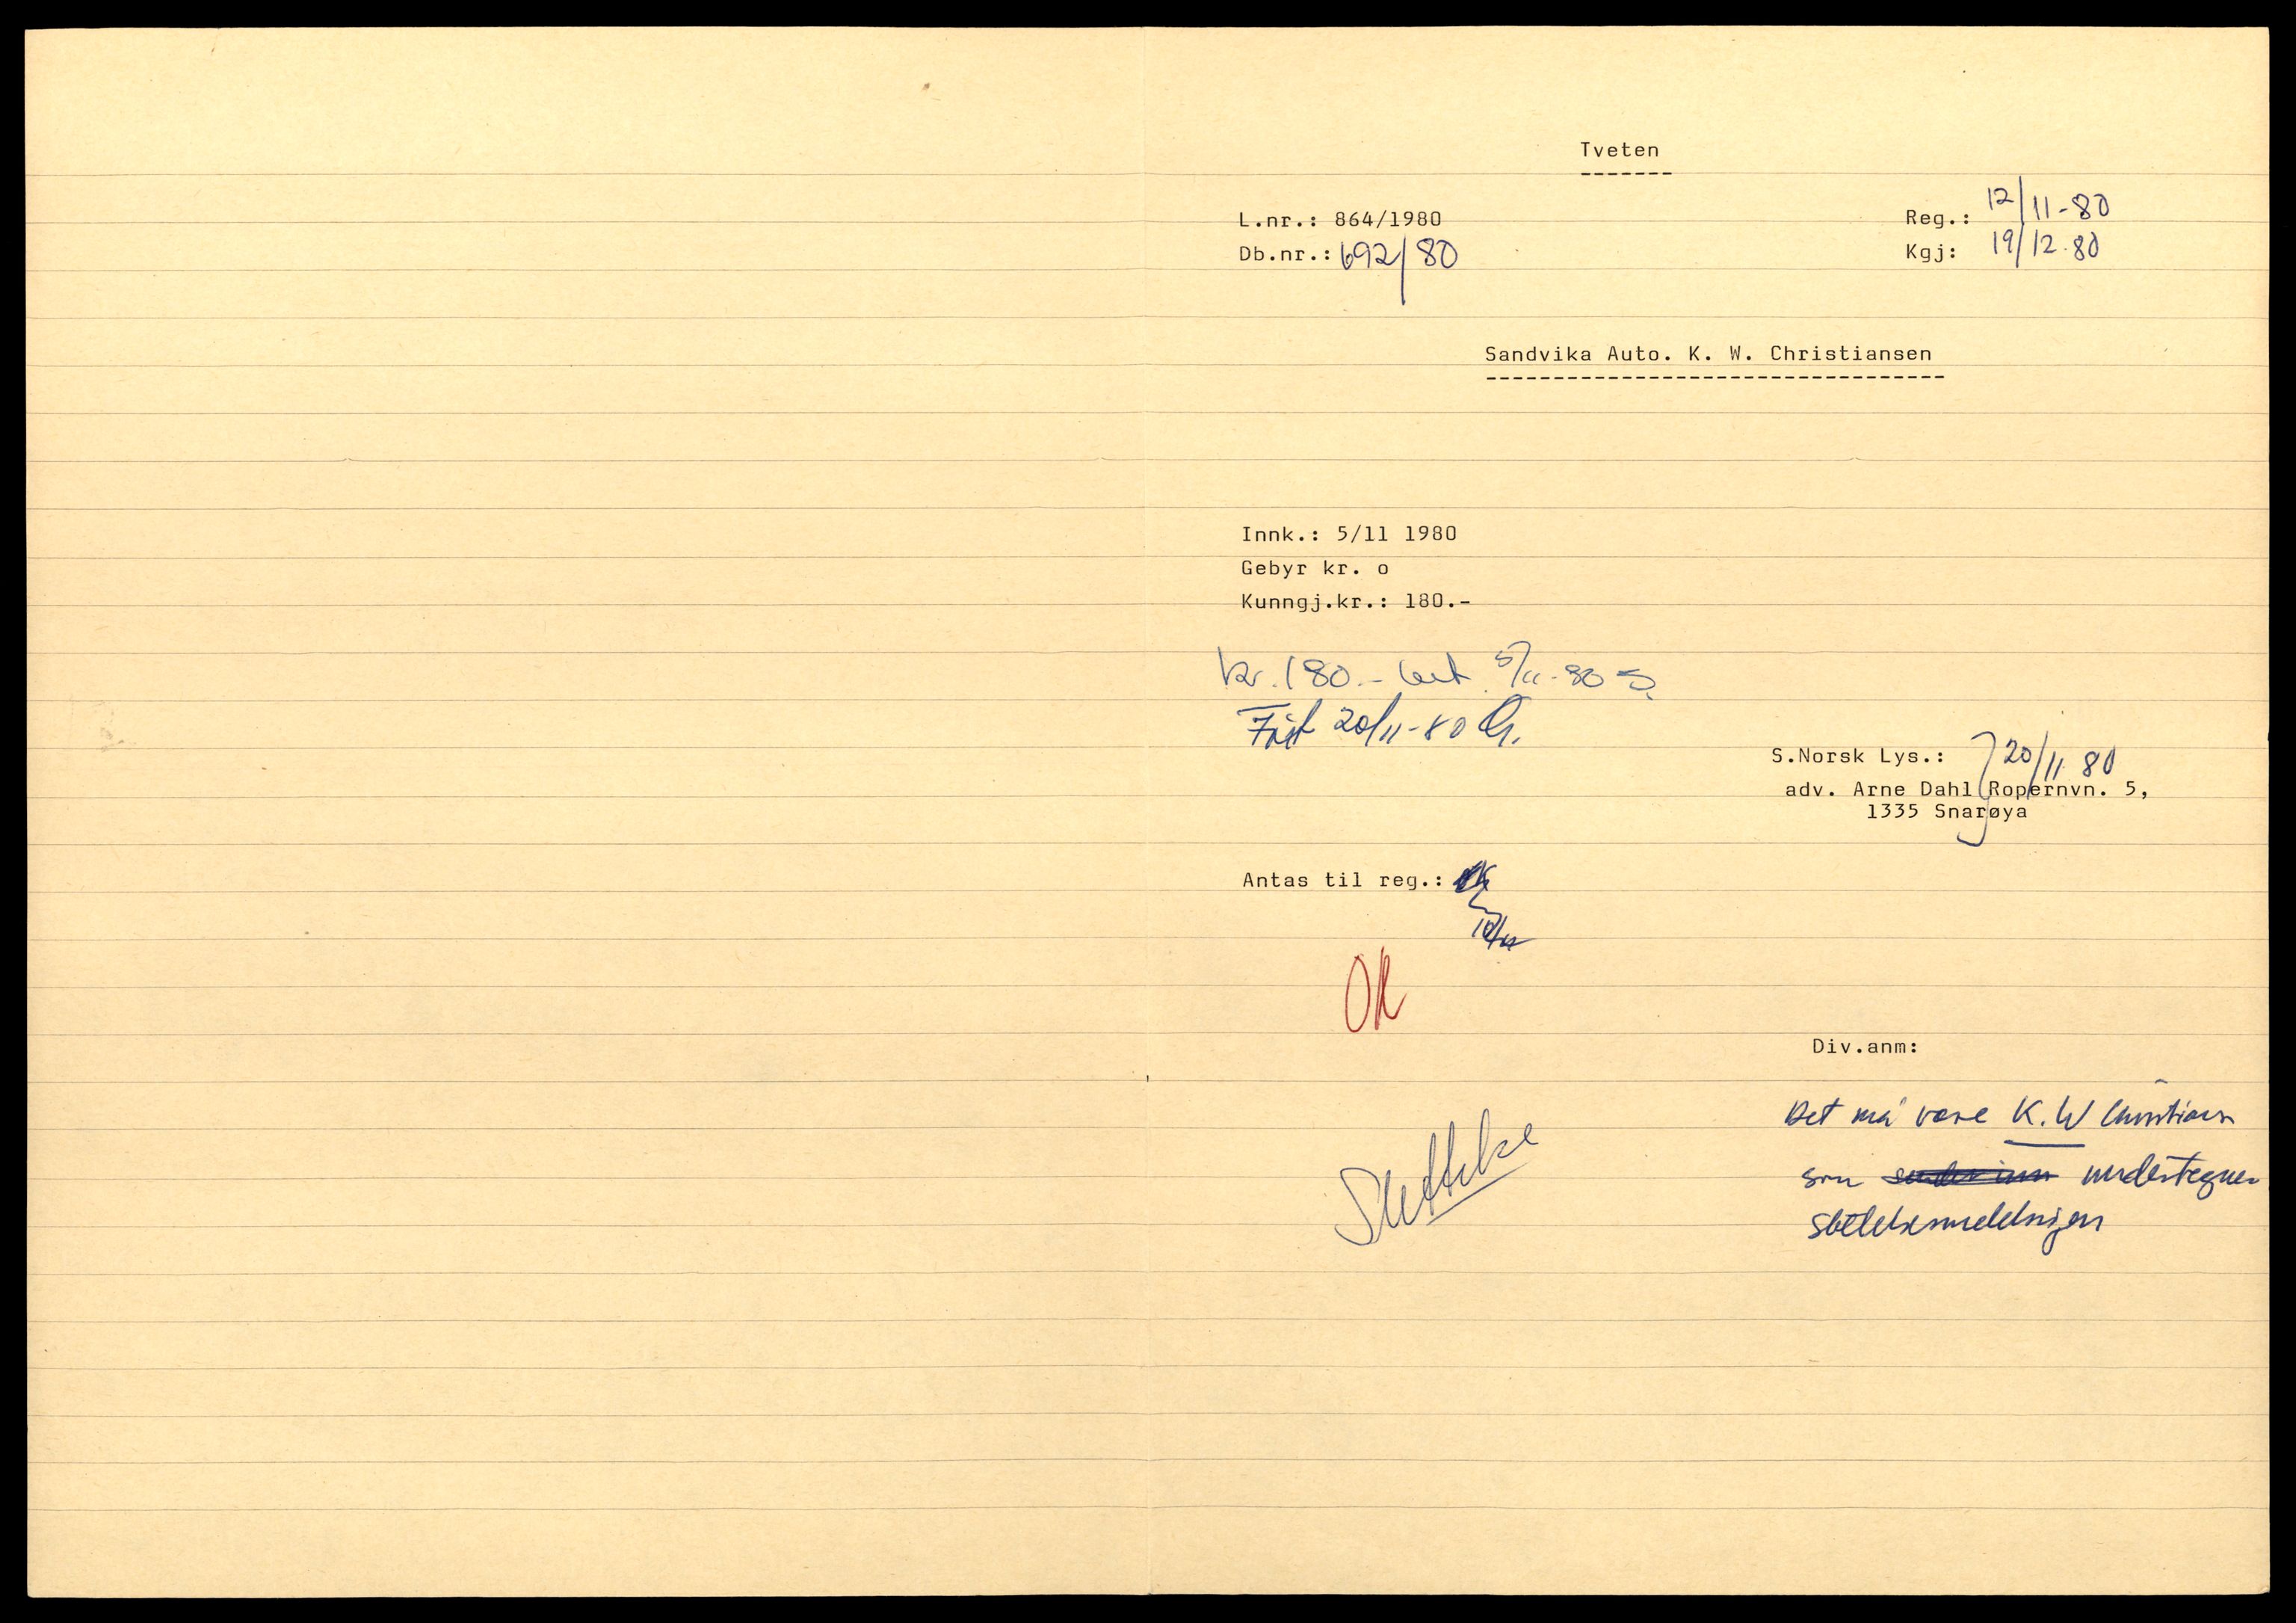 Tveten
L.nr.: 864/1980
Reg.: 12/11-80
Db.nr.: 692/80
Kgj: 19/12.80
Sandvika Auto. K. W. Christiansen
Innk.: 5/11 1980
Gebyr kr. o
Kunngj.kr.: 180.-
kr. 180.- bet. 5/11-80 S.
20/11-80
S.Norsk Lys.: 20/11 80
adv. Arne Dahl Ropernvn. 5,
1335 Snarøya
Antas til reg.:
10/11
OK
Div.anm:
Det må være K. W Christiansen
som undertegner
slettelsesmeldingen
Slettelse